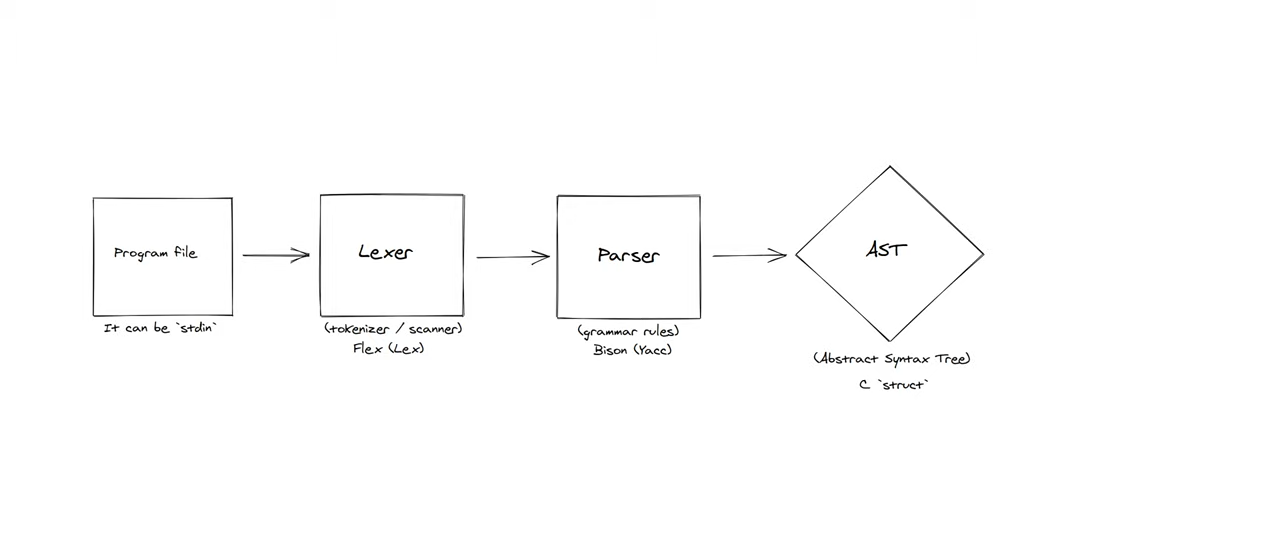 Program file
It can be `stdin`
Lexer
(tokenizer / scanner)
Flex (Lex)
Parser
(grammar rules)
Bison (Yacc)
AST
(Abstract Syntax Tree)
C `struct`